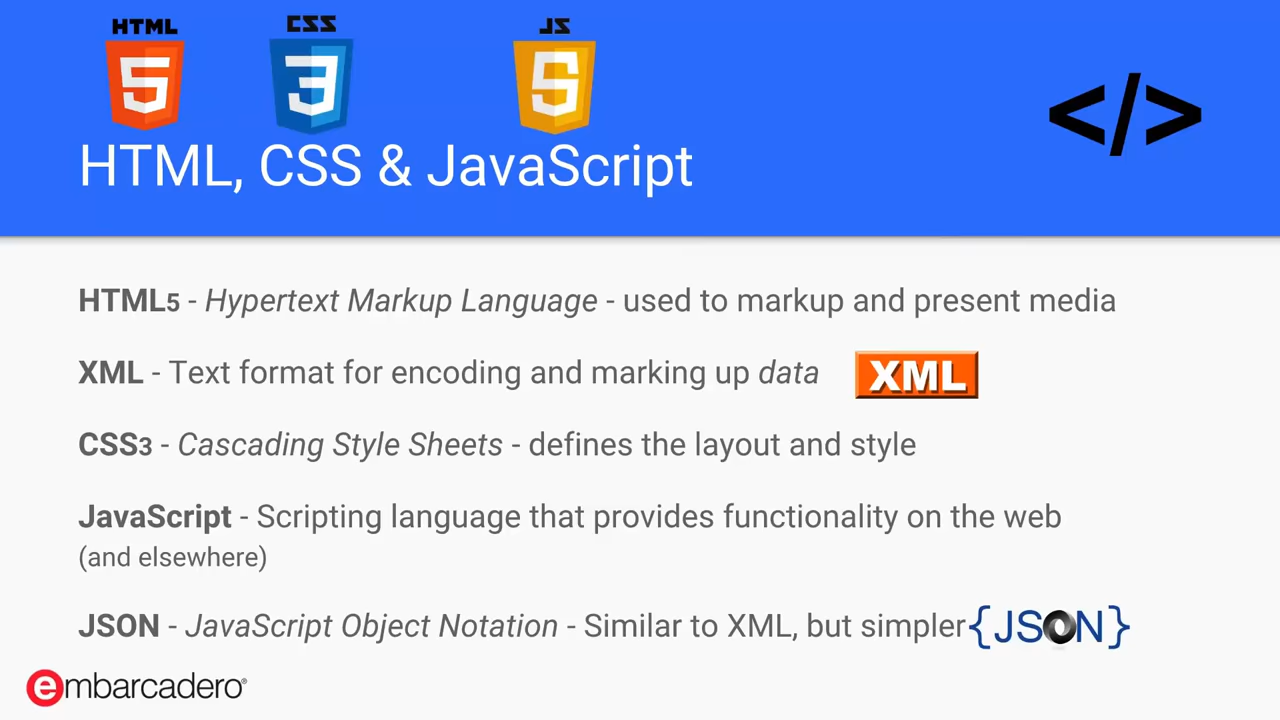 HTML CSS JS
5 3 5
</>
HTML, CSS & JavaScript
HTML5 - Hypertext Markup Language - used to markup and present media
XML - Text format for encoding and marking up data XML
CSS3 - Cascading Style Sheets - defines the layout and style
JavaScript - Scripting language that provides functionality on the web
(and elsewhere)
JSON - JavaScript Object Notation - Similar to XML, but simpler {JSON}
embarcadero®